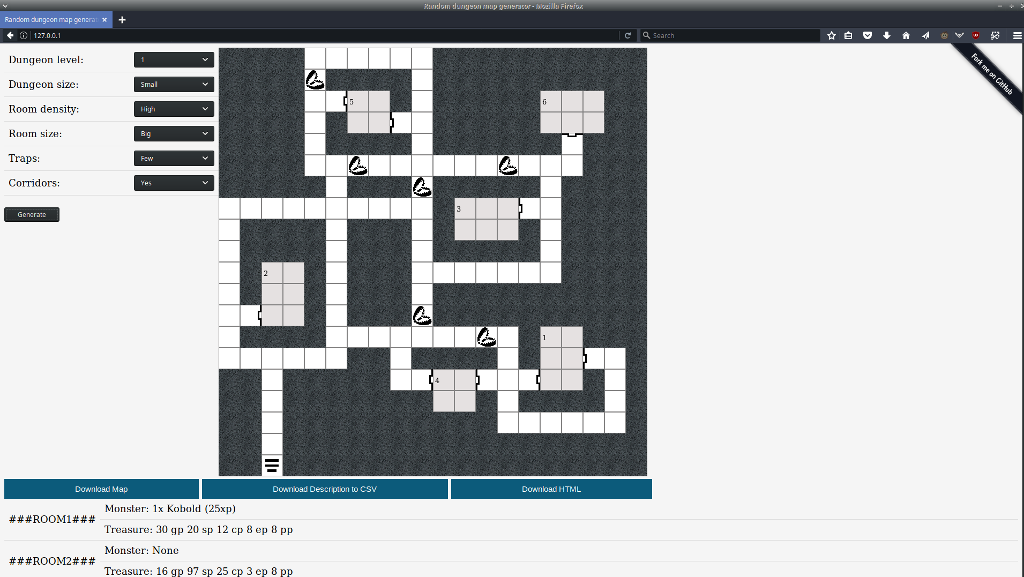 Random dungeon map generator - Mozilla Firefox
Random dungeon map genera
127.0.0.1
Search
Fork me on GitHub
Dungeon level: 1
Dungeon size: Small
Room density: High
Room size: Big
Traps: Few
Corridors: Yes
Generate
5
6
3
2
1
4
Download Map
Download Description to CSV
Download HTML
###ROOM1###
Monster: 1x Kobold (25xp)
Treasure: 30 gp 20 sp 12 cp 8 ep 8 pp
###ROOM2###
Monster: None
Treasure: 16 gp 97 sp 25 cp 3 ep 8 pp